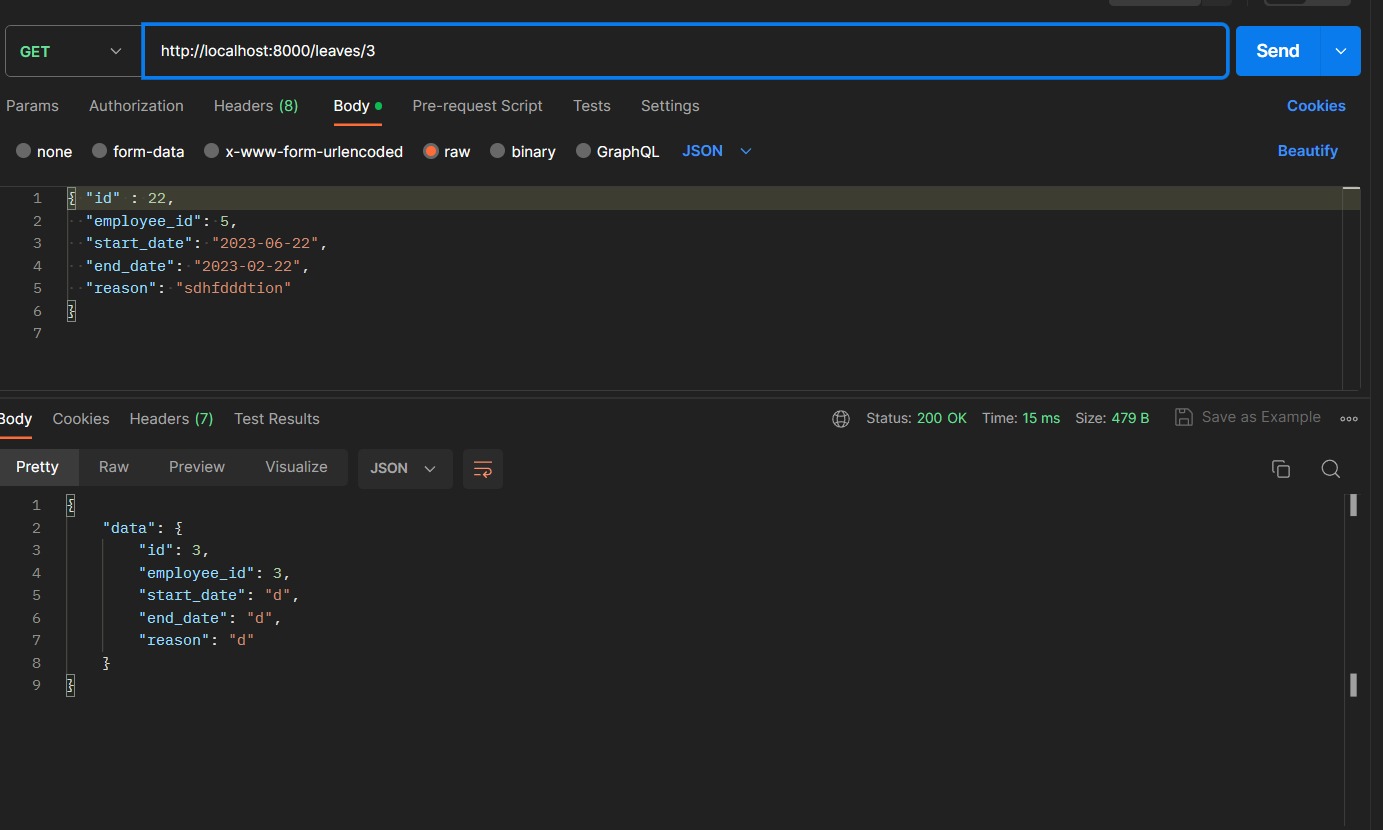 GET http://localhost:8000/leaves/3 Send
Params Authorization Headers (8) Body Pre-request Script Tests Settings Cookies
none form-data x-www-form-urlencoded raw binary GraphQL JSON Beautify
1 { "id" : 22,
2 "employee_id": 5,
3 "start_date": "2023-06-22",
4 "end_date": "2023-02-22",
5 "reason": "sdhfdddtion"
6 }
7
Body Cookies Headers (7) Test Results Status: 200 OK Time: 15 ms Size: 479 B Save as Example
Pretty Raw Preview Visualize JSON
1 {
2 "data": {
3 "id": 3,
4 "employee_id": 3,
5 "start_date": "d",
6 "end_date": "d",
7 "reason": "d"
8 }
9 }